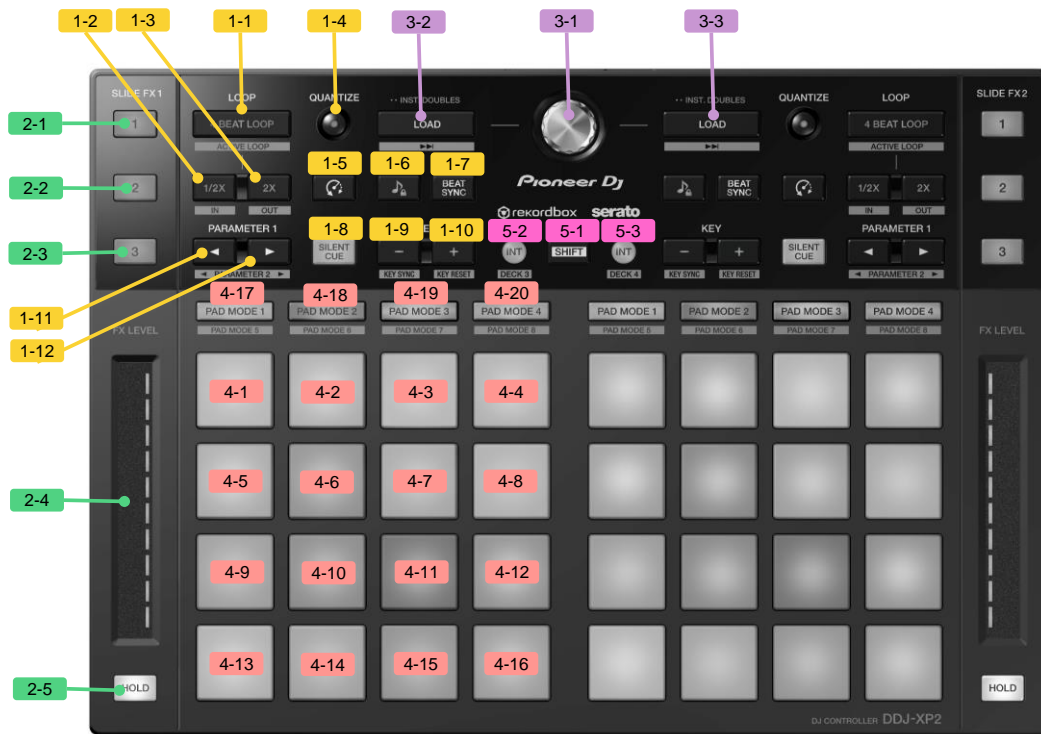 1-2 1-3 1-1 1-4 3-2 3-1 3-3
SLIDE FX 1 LOOP QUANTIZE INST. DOUBLES INST. DOUBLES QUANTIZE LOOP SLIDE FX 2
2-1 1 4 BEAT LOOP LOAD LOAD 4 BEAT LOOP 1
ACTIVE LOOP ACTIVE LOOP
1-5 1-6 1-7
2-2 2 1/2X 2X BEAT SYNC Pioneer Dj BEAT SYNC 1/2X 2X 2
IN OUT IN OUT
rekordbox serato
PARAMETER 1 1-8 1-9 1-10 5-2 5-1 5-3 KEY PARAMETER 1
2-3 3 ◄ ► SILENT CUE − + INT SHIFT INT − + SILENT CUE ◄ ► 3
◄ PARAMETER 2 ► KEY SYNC KEY RESET DECK 3 DECK 4 KEY SYNC KEY RESET ◄ PARAMETER 2 ►
4-17 4-18 4-19 4-20
1-11 PAD MODE 1 PAD MODE 2 PAD MODE 3 PAD MODE 4 PAD MODE 1 PAD MODE 2 PAD MODE 3 PAD MODE 4
FX LEVEL PAD MODE 5 PAD MODE 6 PAD MODE 7 PAD MODE 8 PAD MODE 5 PAD MODE 6 PAD MODE 7 PAD MODE 8 FX LEVEL
1-12
4-1 4-2 4-3 4-4
4-5 4-6 4-7 4-8
2-4
4-9 4-10 4-11 4-12
4-13 4-14 4-15 4-16
2-5 HOLD HOLD
DJ CONTROLLER DDJ-XP2